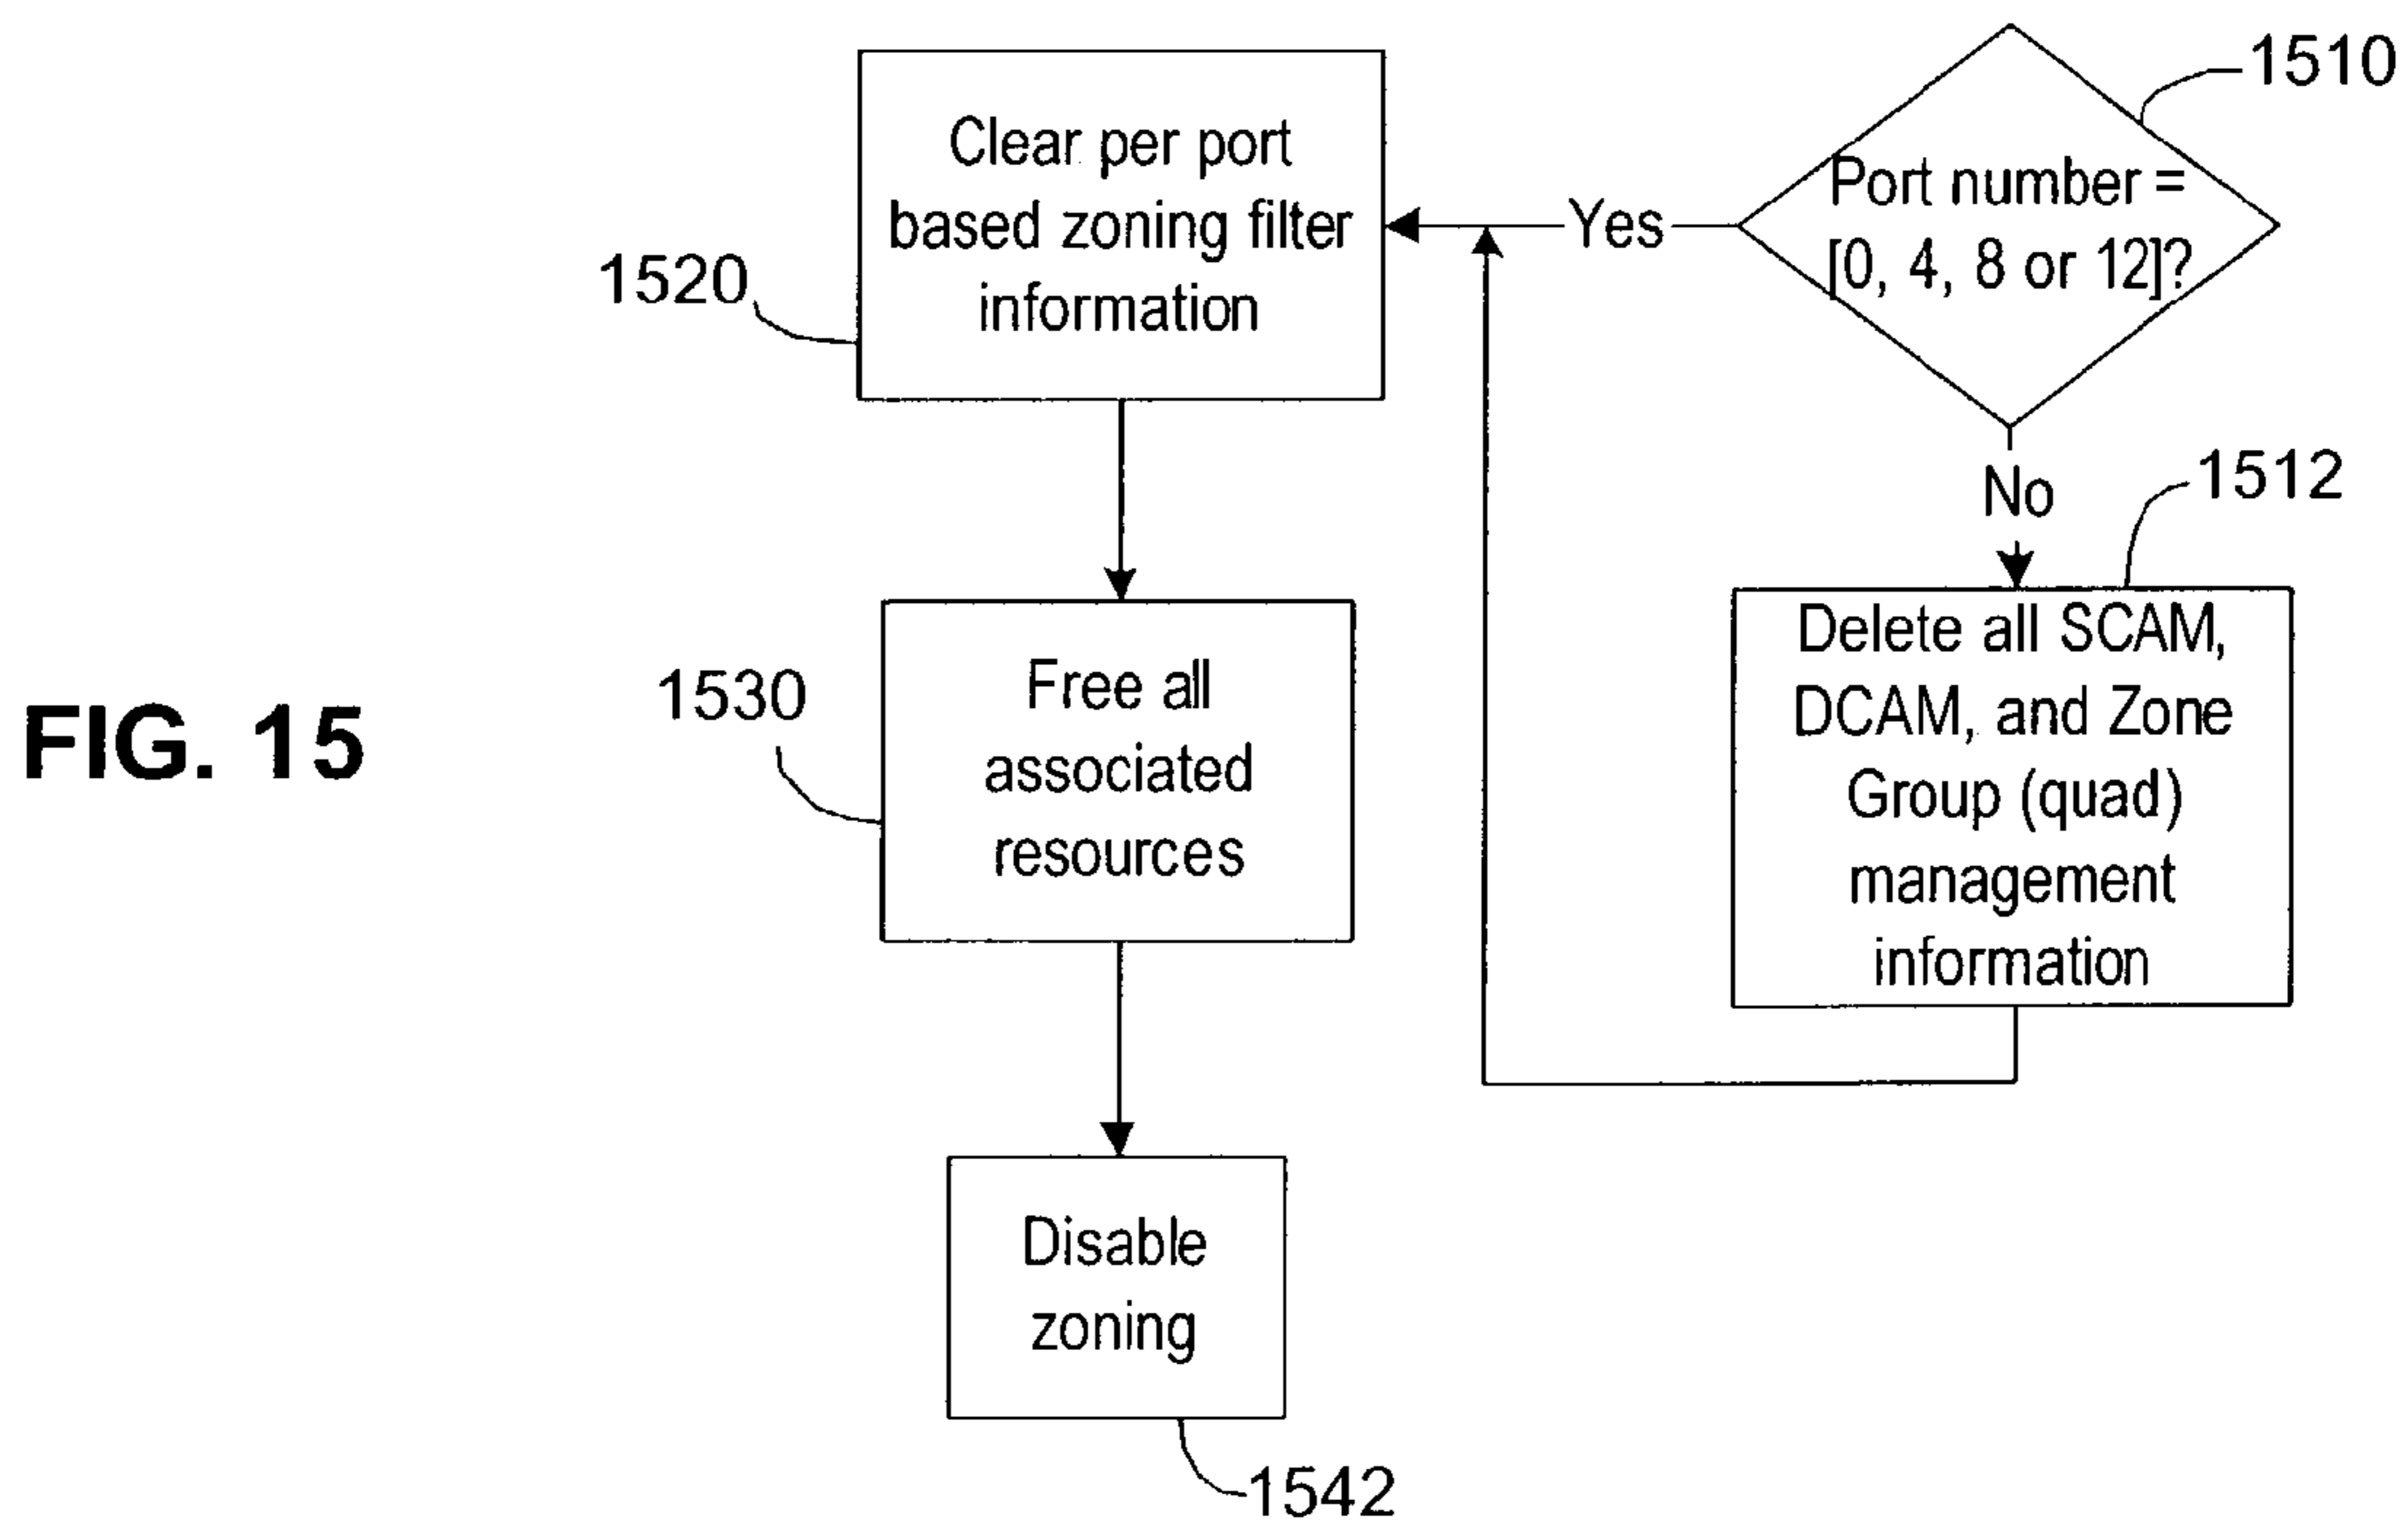 1510
Port number =
[0, 4, 8 or 12]?
Yes
No
1512
Delete all SCAM,
DCAM, and Zone
Group (quad)
management
information
Clear per port
based zoning filter
information
1520
Free all
associated
resources
1530
Disable
zoning
1542
FIG. 15